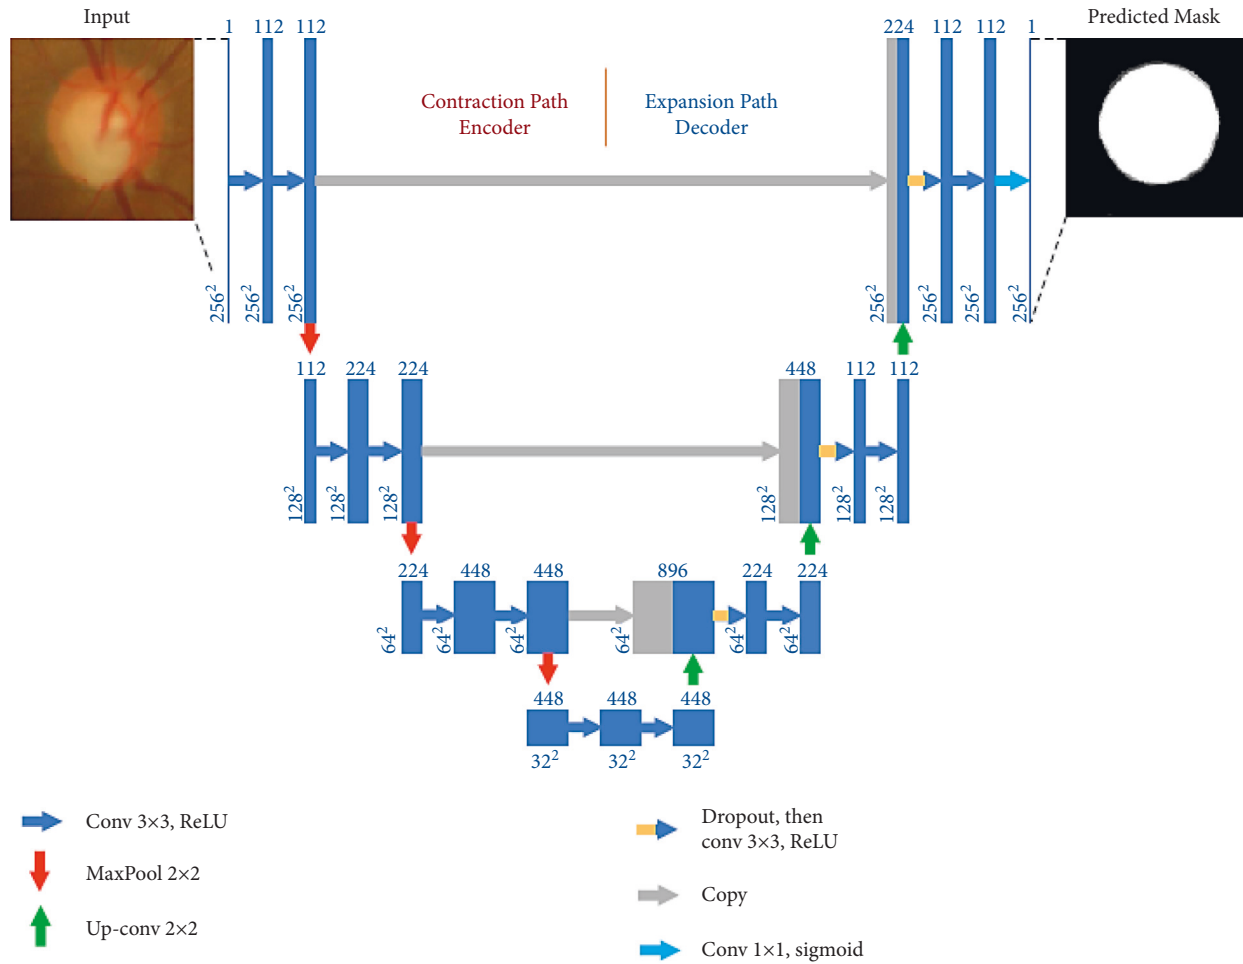 Input
Predicted Mask
1 112 112
224 112 112 1
Contraction Path
Encoder
Expansion Path
Decoder
256² 256² 256²
256² 256² 256² 256²
112 224 224
448 112 112
128² 128² 128²
128² 128² 128²
224 448 448
896 224 224
64² 64² 64²
64² 64² 64²
448 448 448
32² 32² 32²
Conv 3×3, ReLU
MaxPool 2×2
Up-conv 2×2
Dropout, then
conv 3×3, ReLU
Copy
Conv 1×1, sigmoid